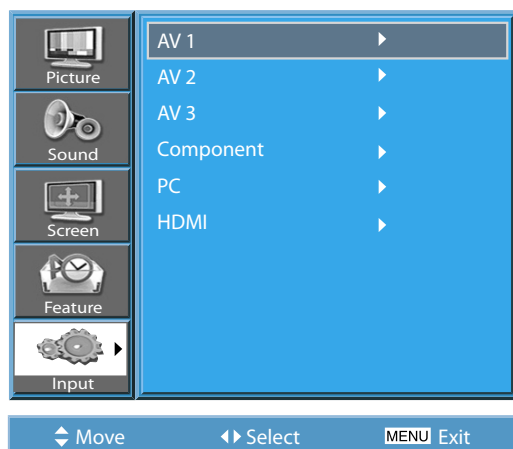 Picture
Sound
Screen
Feature
Input
AV 1
AV 2
AV 3
Component
PC
HDMI
Move Select MENU Exit